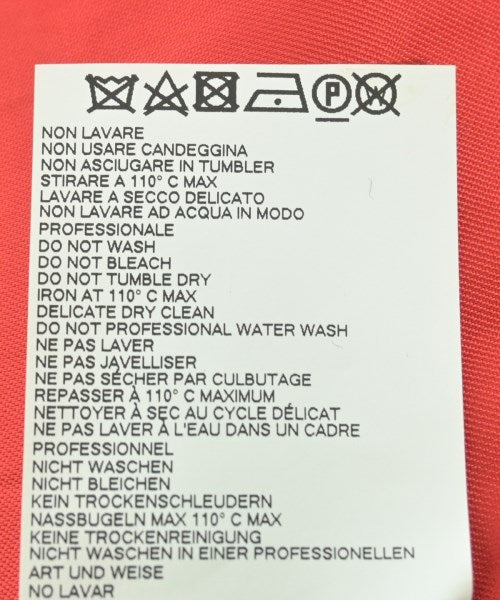 P W
NON LAVARE
NON USARE CANDEGGINA
NON ASCIUGARE IN TUMBLER
STIRARE A 110° C MAX
LAVARE A SECCO DELICATO
NON LAVARE AD ACQUA IN MODO
PROFESSIONALE
DO NOT WASH
DO NOT BLEACH
DO NOT TUMBLE DRY
IRON AT 110° C MAX
DELICATE DRY CLEAN
DO NOT PROFESSIONAL WATER WASH
NE PAS LAVER
NE PAS JAVELLISER
NE PAS SÉCHER PAR CULBUTAGE
REPASSER À 110° C MAXIMUM
NETTOYER À SEC AU CYCLE DÉLICAT
NE PAS LAVER À L'EAU DANS UN CADRE
PROFESSIONNEL
NICHT WASCHEN
NICHT BLEICHEN
KEIN TROCKENSCHLEUDERN
NASSBUGELN MAX 110° C MAX
KEINE TROCKENREINIGUNG
NICHT WASCHEN IN EINER PROFESSIONELLEN
ART UND WEISE
NO LAVAR